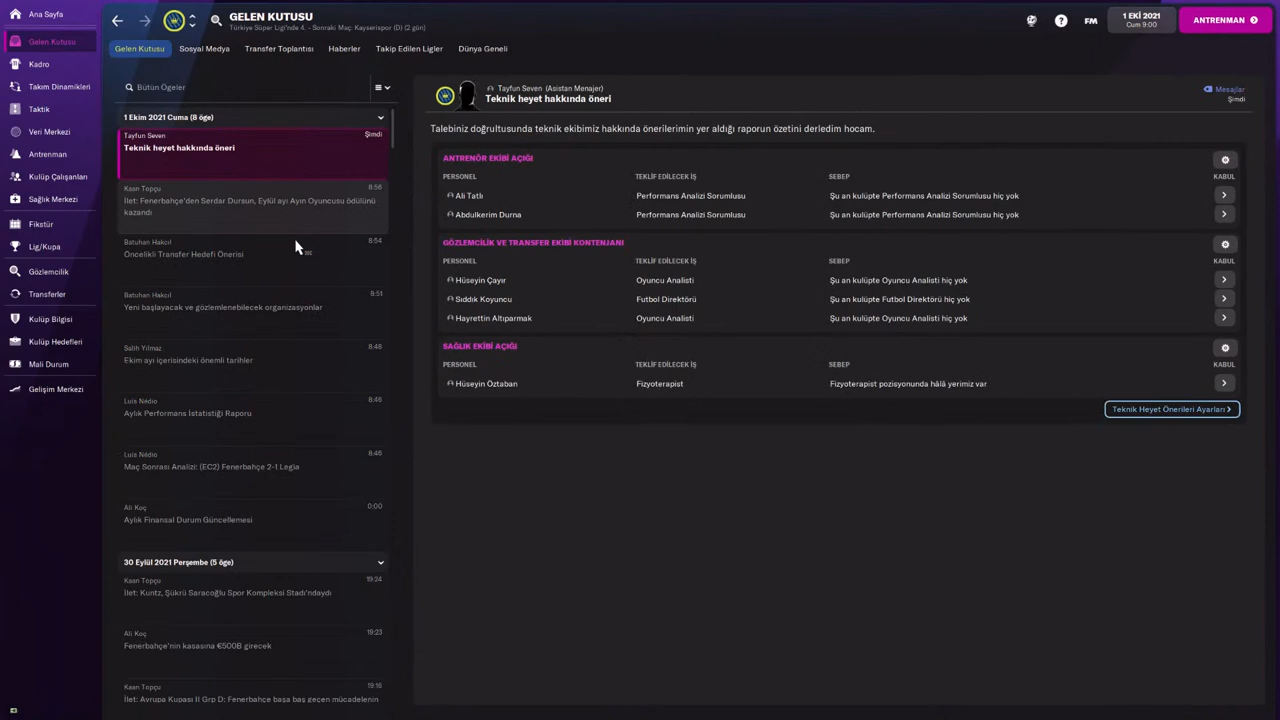 Ana Sayfa
Gelen Kutusu
Kadro
Takım Dinamikleri
Taktik
Veri Merkezi
Antrenman
Kulüp Çalışanları
Sağlık Merkezi
Fikstür
Lig/Kupa
Gözlemcilik
Transferler
Kulüp Bilgisi
Kulüp Hedefleri
Mali Durum
Gelişim Merkezi
GELEN KUTUSU
Türkiye Süper Ligi'nde 4. - Sonraki Maç: Kayserispor (D) (2 gün)
FM
1 EKİ 2021
Cum 9:00
ANTRENMAN
Gelen Kutusu Sosyal Medya Transfer Toplantısı Haberler Takip Edilen Ligler Dünya Geneli
Bütün Ögeler
1 Ekim 2021 Cuma (8 öge)
Tayfun Seven Şimdi
Teknik heyet hakkında öneri
Kaan Topçu 8:56
İlet: Fenerbahçe'den Serdar Dursun, Eylül ayı Ayın Oyuncusu ödülünü
kazandı
Batuhan Hakcıl 8:54
Öncelikli Transfer Hedefi Önerisi
Batuhan Hakcıl 8:51
Yeni başlayacak ve gözlemlenebilecek organizasyonlar
Salih Yılmaz 8:48
Ekim ayı içerisindeki önemli tarihler
Luís Nédio 8:46
Aylık Performans İstatistiği Raporu
Luís Nédio 8:46
Maç Sonrası Analizi: (EC2) Fenerbahçe 2-1 Legia
Ali Koç 0:00
Aylık Finansal Durum Güncellemesi
30 Eylül 2021 Perşembe (5 öge)
Kaan Topçu 19:24
İlet: Kuntz, Şükrü Saracoğlu Spor Kompleksi Stadı'ndaydı
Ali Koç 19:23
Fenerbahçe'nin kasasına €500B girecek
Kaan Topçu 19:16
İlet: Avrupa Kupası II Grp D: Fenerbahçe başa baş geçen mücadelenin
Tayfun Seven (Asistan Menajer)
Teknik heyet hakkında öneri
Mesajlar
Şimdi
Talebiniz doğrultusunda teknik ekibimiz hakkında önerilerimin yer aldığı raporun özetini derledim hocam.
ANTRENÖR EKİBİ AÇIĞI
PERSONEL TEKLİF EDİLECEK İŞ SEBEP KABUL
Ali Tatlı Performans Analizi Sorumlusu Şu an kulüpte Performans Analizi Sorumlusu hiç yok
Abdulkerim Durna Performans Analizi Sorumlusu Şu an kulüpte Performans Analizi Sorumlusu hiç yok
GÖZLEMCİLİK VE TRANSFER EKİBİ KONTENJANI
PERSONEL TEKLİF EDİLECEK İŞ SEBEP KABUL
Hüseyin Çayır Oyuncu Analisti Şu an kulüpte Oyuncu Analisti hiç yok
Sıddık Koyuncu Futbol Direktörü Şu an kulüpte Futbol Direktörü hiç yok
Hayrettin Altıparmak Oyuncu Analisti Şu an kulüpte Oyuncu Analisti hiç yok
SAĞLIK EKİBİ AÇIĞI
PERSONEL TEKLİF EDİLECEK İŞ SEBEP KABUL
Hüseyin Öztaban Fizyoterapist Fizyoterapist pozisyonunda hâlâ yerimiz var
Teknik Heyet Önerileri Ayarları